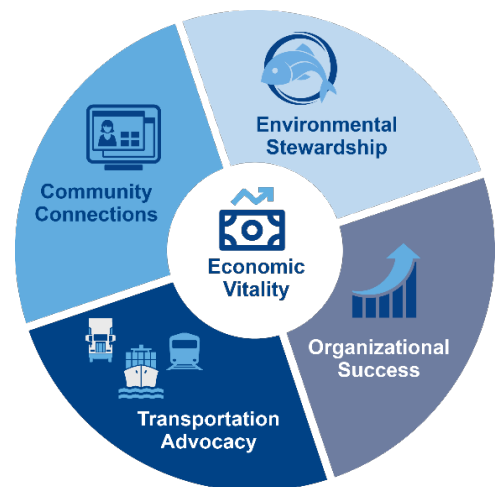 Environmental
Stewardship
Community
Connections
Economic
Vitality
Organizational
Success
Transportation
Advocacy